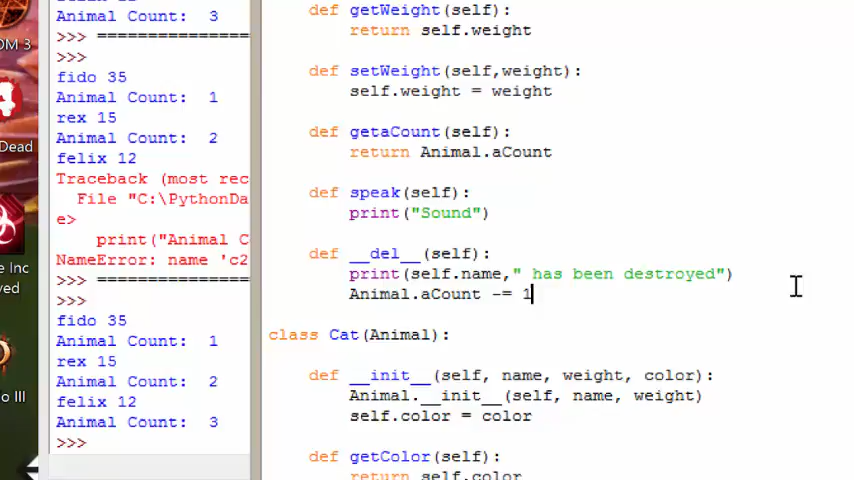 OM 3
Dead
Inc
yed
o III
Animal Count:  3
>>> ===============
>>>
fido 35
Animal Count:  1
rex 15
Animal Count:  2
felix 12
Traceback (most rec
File "C:\PythonDa
e>
print("Animal C
NameError: name 'c2
>>> ===============
>>>
fido 35
Animal Count:  1
rex 15
Animal Count:  2
felix 12
Animal Count:  3
>>>
def getWeight(self):
return self.weight
def setWeight(self,weight):
self.weight = weight
def getaCount(self):
return Animal.aCount
def speak(self):
print("Sound")
def __del__(self):
print(self.name," has been destroyed")
Animal.aCount -= 1
class Cat(Animal):
def __init__(self, name, weight, color):
Animal.__init__(self, name, weight)
self.color = color
def getColor(self):
return self.color